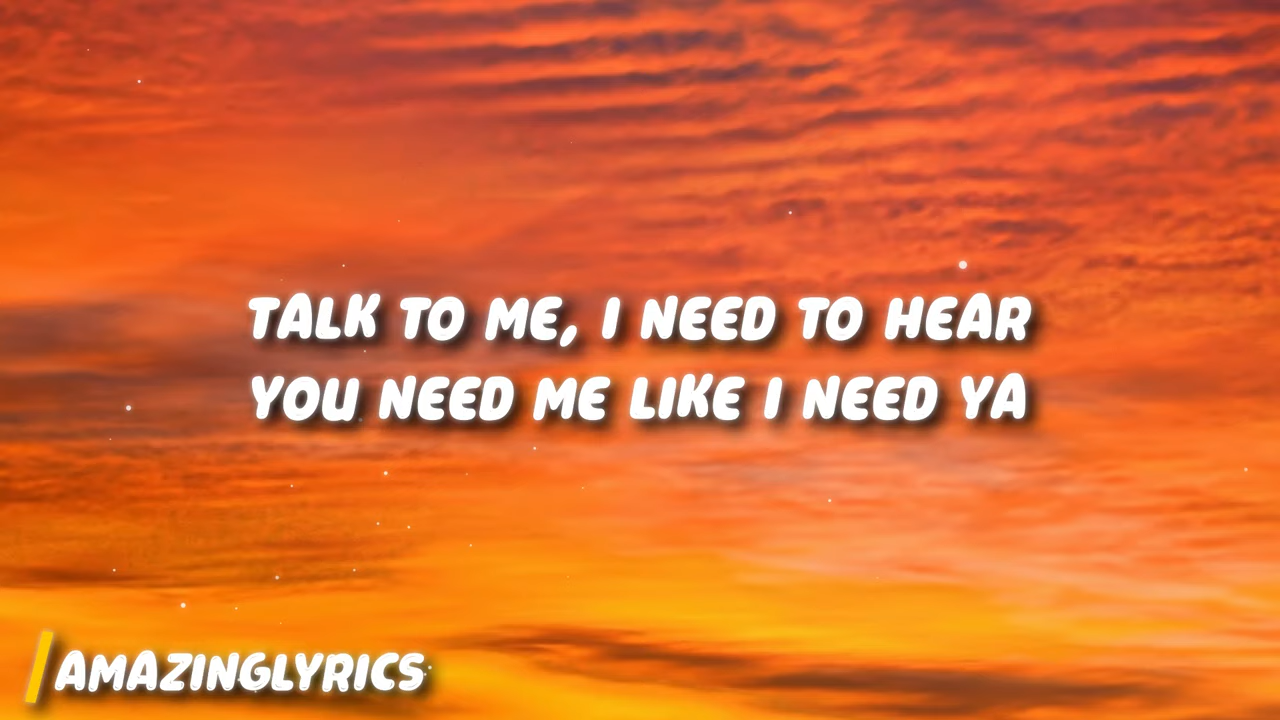 TALK TO ME, I NEED TO HEAR
YOU NEED ME LIKE I NEED YA
AMAZINGLYRICS